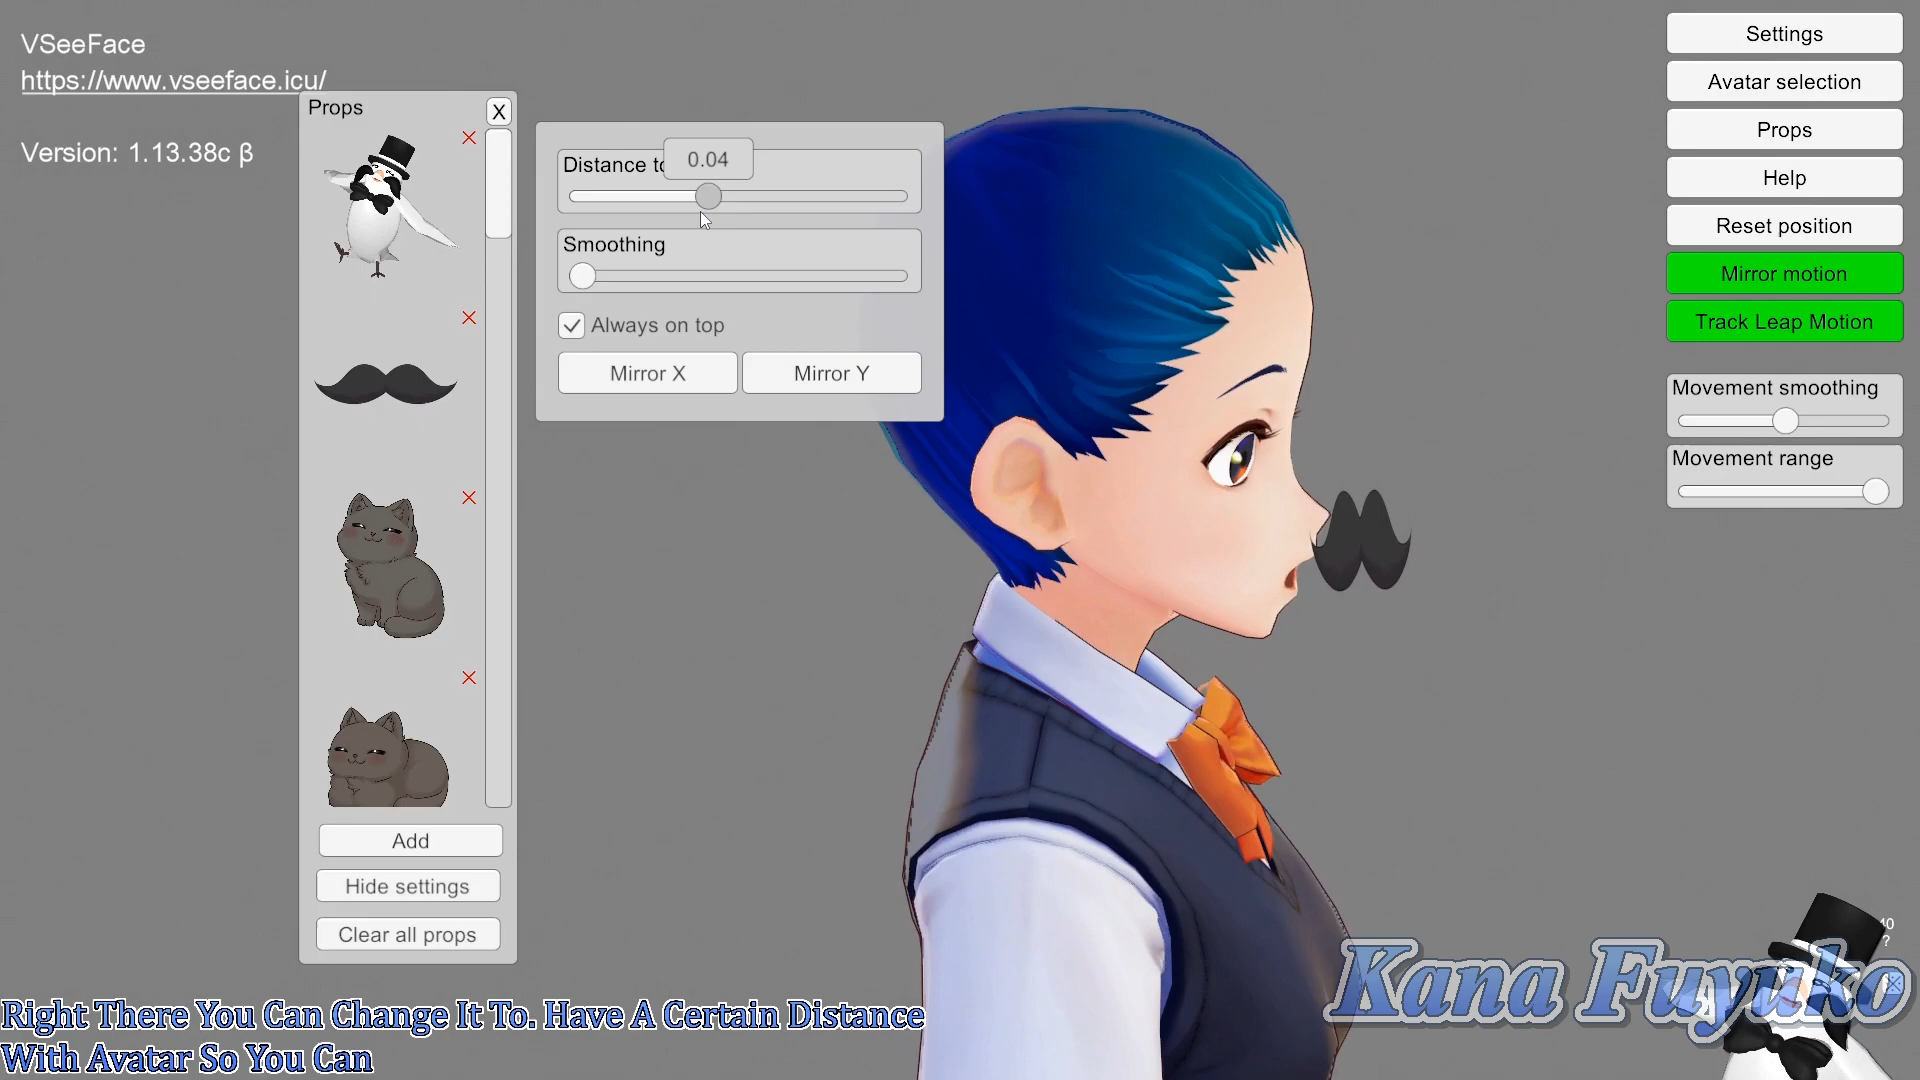 VSeeFace
https://www.vseeface.icu/
Version: 1.13.38c β
Props
X
Add
Hide settings
Clear all props
Distance to
0.04
Smoothing
Always on top
Mirror X
Mirror Y
Settings
Avatar selection
Props
Help
Reset position
Mirror motion
Track Leap Motion
Movement smoothing
Movement range
?
Kana Fuyuko
Right There You Can Change It To. Have A Certain Distance
With Avatar So You Can